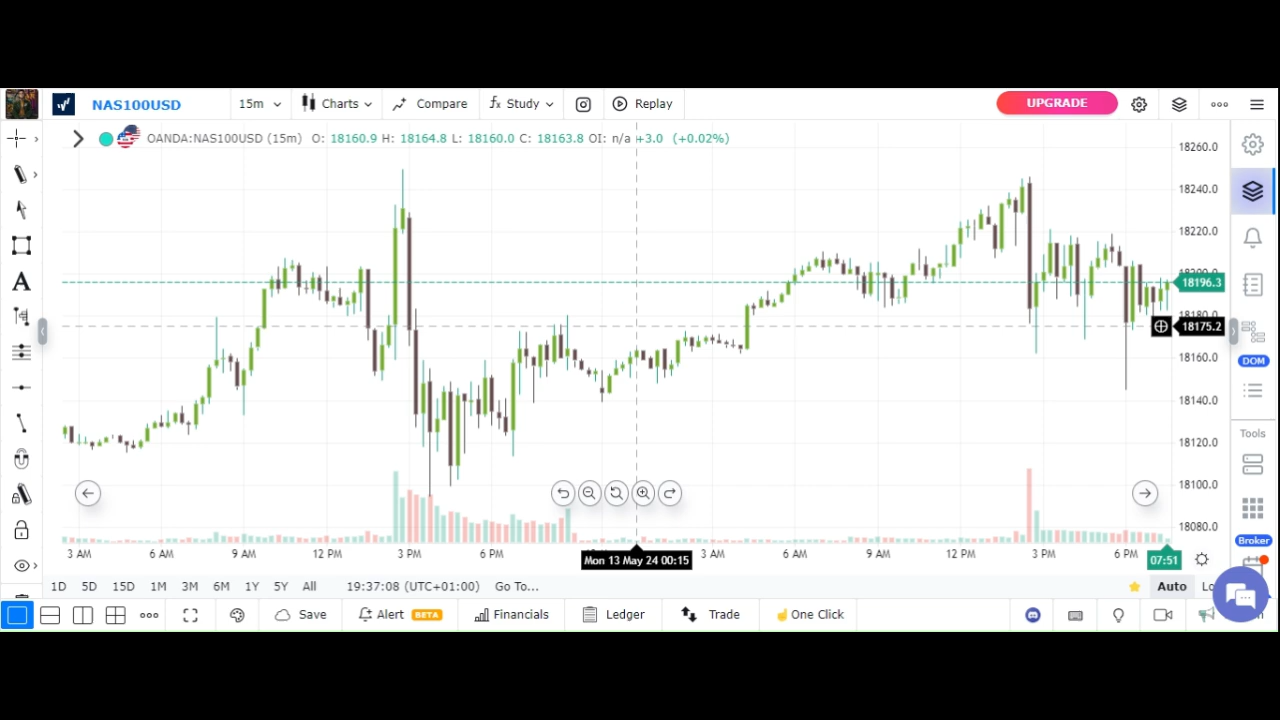 NAS100USD 15m Charts Compare fx Study Replay UPGRADE
OANDA:NAS100USD (15m) O: 18160.9 H: 18164.8 L: 18160.0 C: 18163.8 OI: n/a +3.0 (+0.02%)
18260.0
18240.0
18220.0
18196.3
18175.2
18160.0
18140.0
18120.0
18100.0
18080.0
A
DOM
Tools
Broker
3 AM 6 AM 9 AM 12 PM 3 PM 6 PM Mon 13 May 24 00:15 3 AM 6 AM 9 AM 12 PM 3 PM 6 PM 07:51
1D 5D 15D 1M 3M 6M 1Y 5Y All 19:37:08 (UTC+01:00) Go To... Auto
Save Alert BETA Financials Ledger Trade One Click